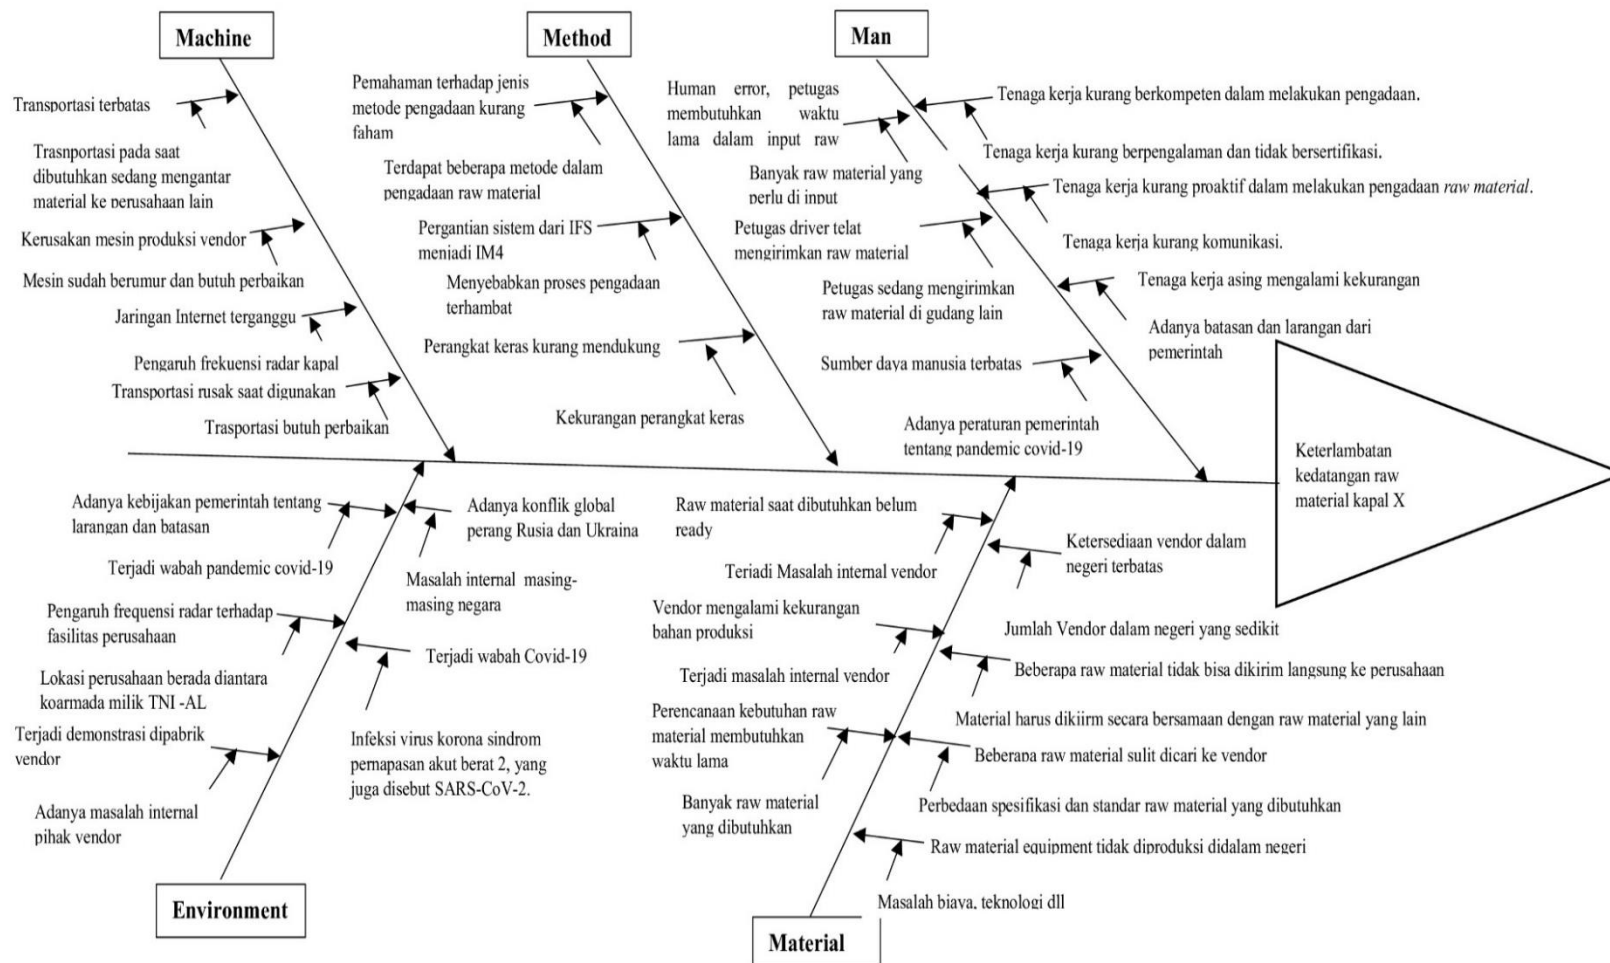 Machine
Method
Man
Transportasi terbatas
Trasnportasi pada saat
dibutuhkan sedang mengantar
material ke perusahaan lain
Kerusakan mesin produksi vendor
Mesin sudah berumur dan butuh perbaikan
Jaringan Internet terganggu
Pengaruh frekuensi radar kapal
Transportasi rusak saat digunakan
Trasportasi butuh perbaikan
Pemahaman terhadap jenis
metode pengadaan kurang
faham
Terdapat beberapa metode dalam
pengadaan raw material
Pergantian sistem dari IFS
menjadi IM4
Menyebabkan proses pengadaan
terhambat
Perangkat keras kurang mendukung
Kekurangan perangkat keras
Human error, petugas
membutuhkan waktu
lama dalam input raw
Banyak raw material yang
perlu di input
Petugas driver telat
mengirimkan raw material
Petugas sedang mengirimkan
raw material di gudang lain
Sumber daya manusia terbatas
Adanya peraturan pemerintah
tentang pandemic covid-19
Tenaga kerja kurang berkompeten dalam melakukan pengadaan.
Tenaga kerja kurang berpengalaman dan tidak bersertifikasi.
Tenaga kerja kurang proaktif dalam melakukan pengadaan raw material.
Tenaga kerja kurang komunikasi.
Tenaga kerja asing mengalami kekurangan
Adanya batasan dan larangan dari
pemerintah
Keterlambatan
kedatangan raw
material kapal X
Adanya kebijakan pemerintah tentang
larangan dan batasan
Terjadi wabah pandemic covid-19
Pengaruh frequensi radar terhadap
fasilitas perusahaan
Lokasi perusahaan berada diantara
koarmada milik TNI -AL
Terjadi demonstrasi dipabrik
vendor
Adanya masalah internal
pihak vendor
Adanya konflik global
perang Rusia dan Ukraina
Masalah internal masing-
masing negara
Terjadi wabah Covid-19
Infeksi virus korona sindrom
pernapasan akut berat 2, yang
juga disebut SARS-CoV-2.
Raw material saat dibutuhkan belum
ready
Teriadi Masalah internal vendor
Vendor mengalami kekurangan
bahan produksi
Terjadi masalah internal vendor
Perencanaan kebutuhan raw
material membutuhkan
waktu lama
Banyak raw material
yang dibutuhkan
Ketersediaan vendor dalam
negeri terbatas
Jumlah Vendor dalam negeri yang sedikit
Beberapa raw material tidak bisa dikirim langsung ke perusahaan
Material harus dikiirm secara bersamaan dengan raw material yang lain
Beberapa raw material sulit dicari ke vendor
Perbedaan spesifikasi dan standar raw material yang dibutuhkan
Raw material equipment tidak diproduksi didalam negeri
Masalah biaya, teknologi dll
Environment
Material